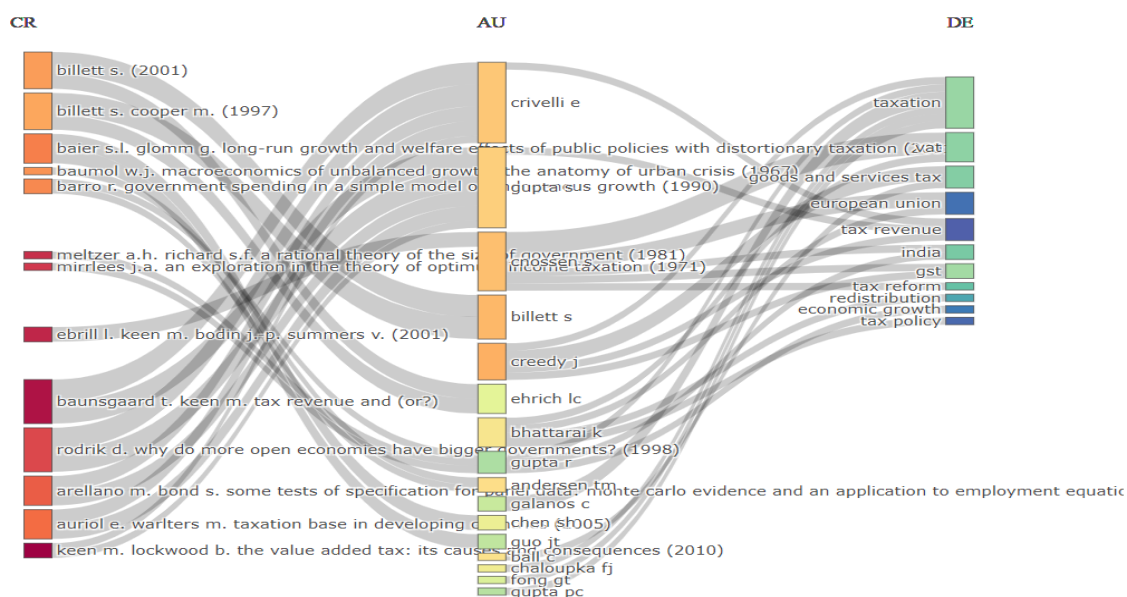 CR
AU
DE
billett s. (2001)
billett s. cooper m. (1997)
baier s.l. glomm g. long-run growth and welfare effects of public policies with distortionary taxation
baumol w.j. macroeconomics of unbalanced growth the anatomy of urban crisis (1967)
barro r. government spending in a simple model growth (1990)
meltzer a.h. richard s.f. a rational theory of the size of government (1981)
mirrlees j.a. an exploration in the theory of optimum income taxation (1971)
ebrill l. keen m. bodin j.-p. summers v. (2001)
baunsgaard t. keen m. tax revenue and (or?)
rodrik d. why do more open economies have bigger governments? (1998)
arellano m. bond s. some tests of specification for panel data: monte carlo evidence and an application to employment equatic
auriol e. warlters m. taxation base in developing
keen m. lockwood b. the value added tax: its causes and consequences (2010)
crivelli e
gupta s
cnossen s
billett s
creedy j
ehrich lc
bhattarai k
gupta r
andersen tm
galanos c
chen sh
guo jt
ball c
chaloupka fj
fong gt
gupta pc
taxation
vat
goods and services tax
european union
tax revenue
india
gst
tax reform
redistribution
economic growth
tax policy